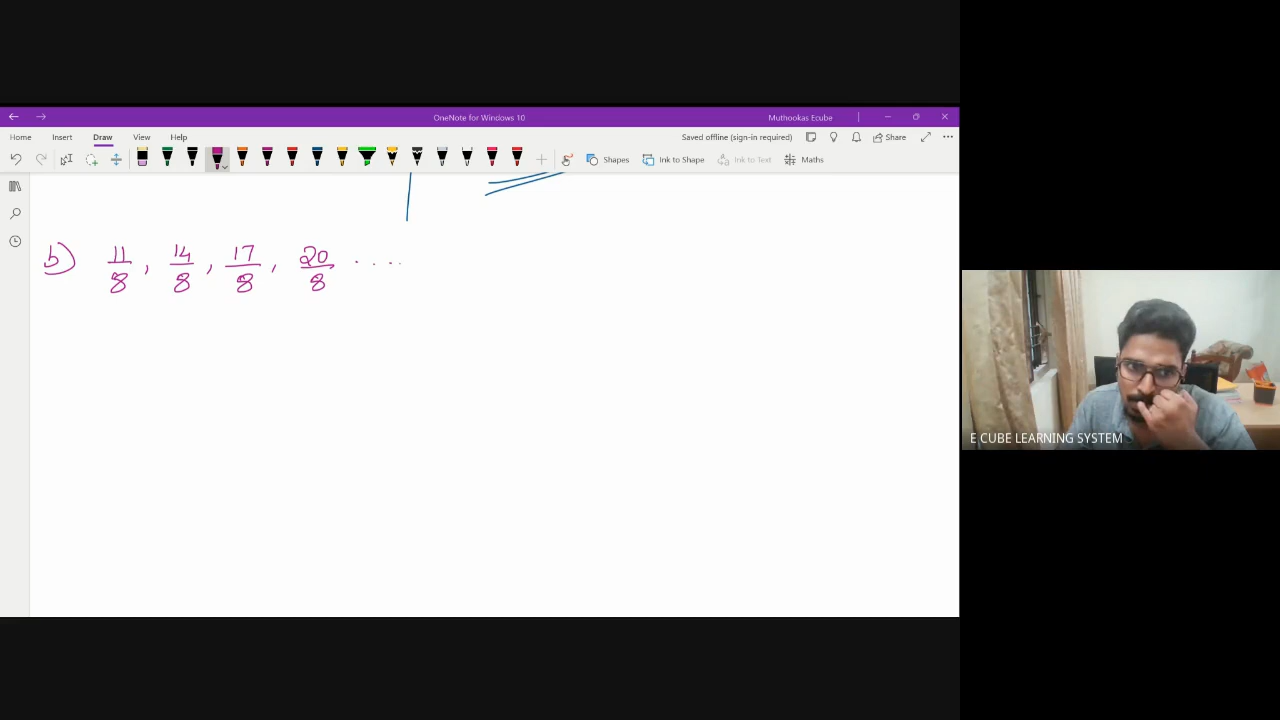 OneNote for Windows 10
Muthookas Ecube
Home Insert Draw View Help
Saved offline (sign-in required) Share
Shapes Ink to Shape Ink to Text Maths
b) 11/8, 14/8, 17/8, 20/8 .....
E CUBE LEARNING SYSTEM